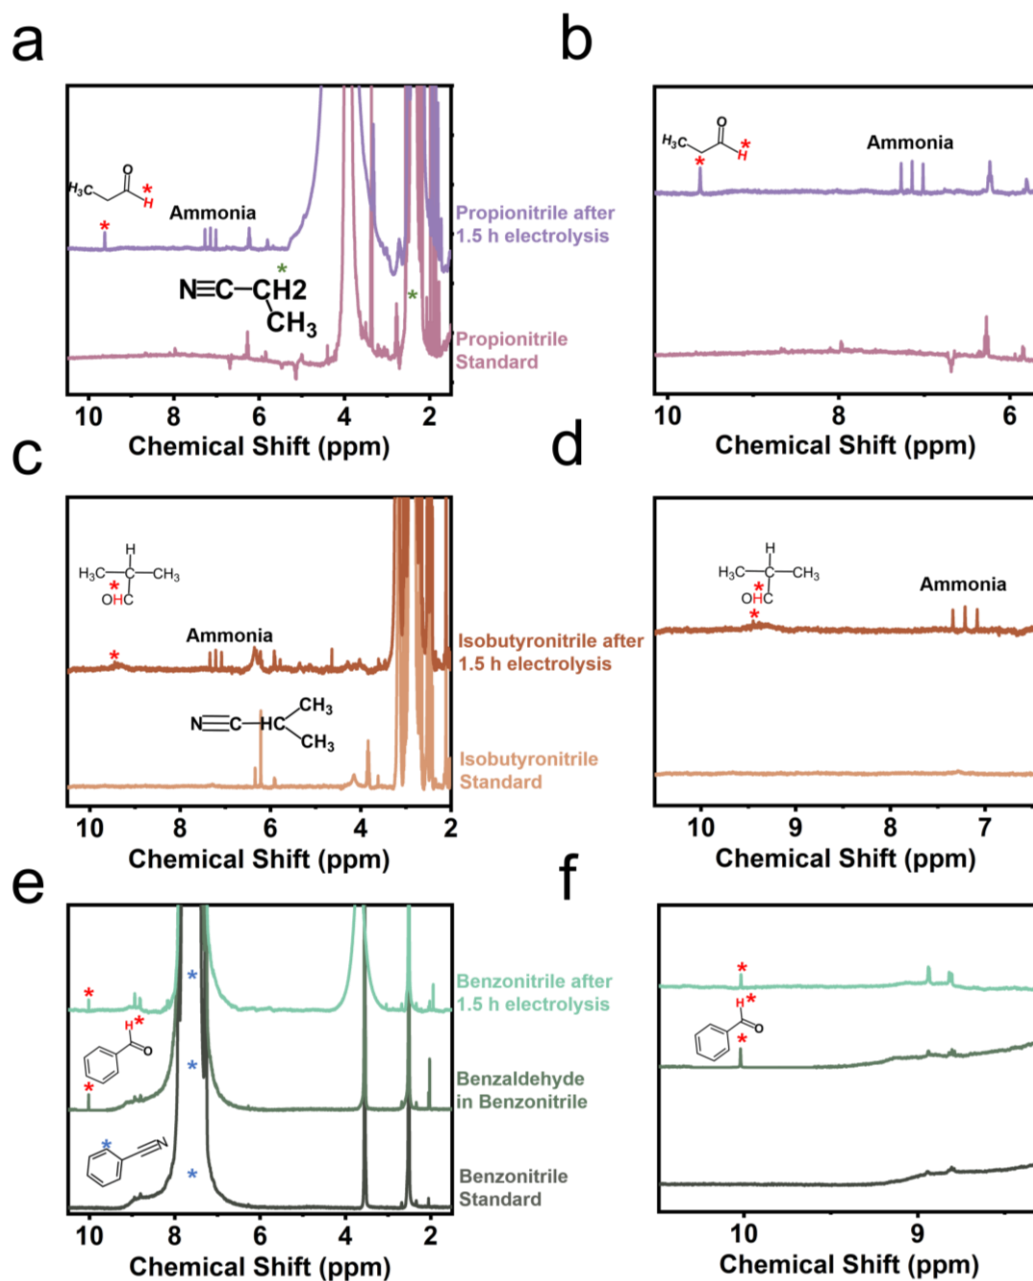 a
H₃C
O
*
H
*
Ammonia
Propionitrile after
1.5 h electrolysis
*
N≡C—CH2
CH₃
*
Propionitrile
Standard
10 8 6 4 2
Chemical Shift (ppm)
b
H₃C
O
*
H
*
Ammonia
10 8 6
Chemical Shift (ppm)
c
H
H₃C CH₃
*
OHC
*
Ammonia
Isobutyronitrile after
1.5 h electrolysis
CH₃
N≡C—HC
CH₃
Isobutyronitrile
Standard
10 8 6 4 2
Chemical Shift (ppm)
d
H
H₃C CH₃
*
OHC
*
Ammonia
10 9 8 7
Chemical Shift (ppm)
e
*
*
Benzonitrile after
1.5 h electrolysis
H*
O
*
*
Benzaldehyde
in Benzonitrile
*
N
*
Benzonitrile
Standard
10 8 6 4 2
Chemical Shift (ppm)
f
*
H*
O
*
10 9
Chemical Shift (ppm)